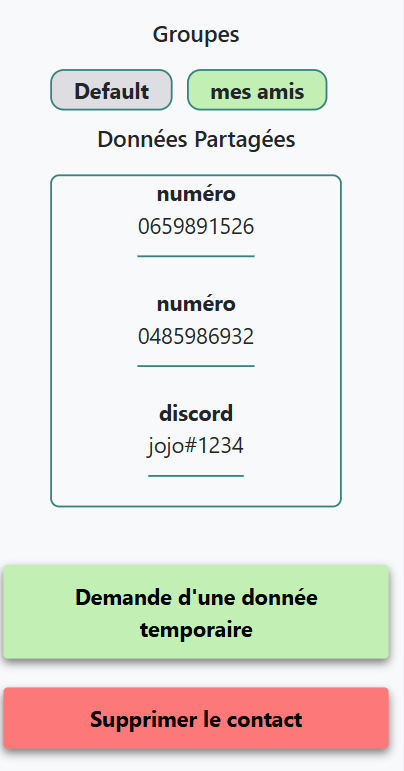 Groupes
Default mes amis
Données Partagées
numéro
0659891526
numéro
0485986932
discord
jojo#1234
Demande d'une donnée
temporaire
Supprimer le contact